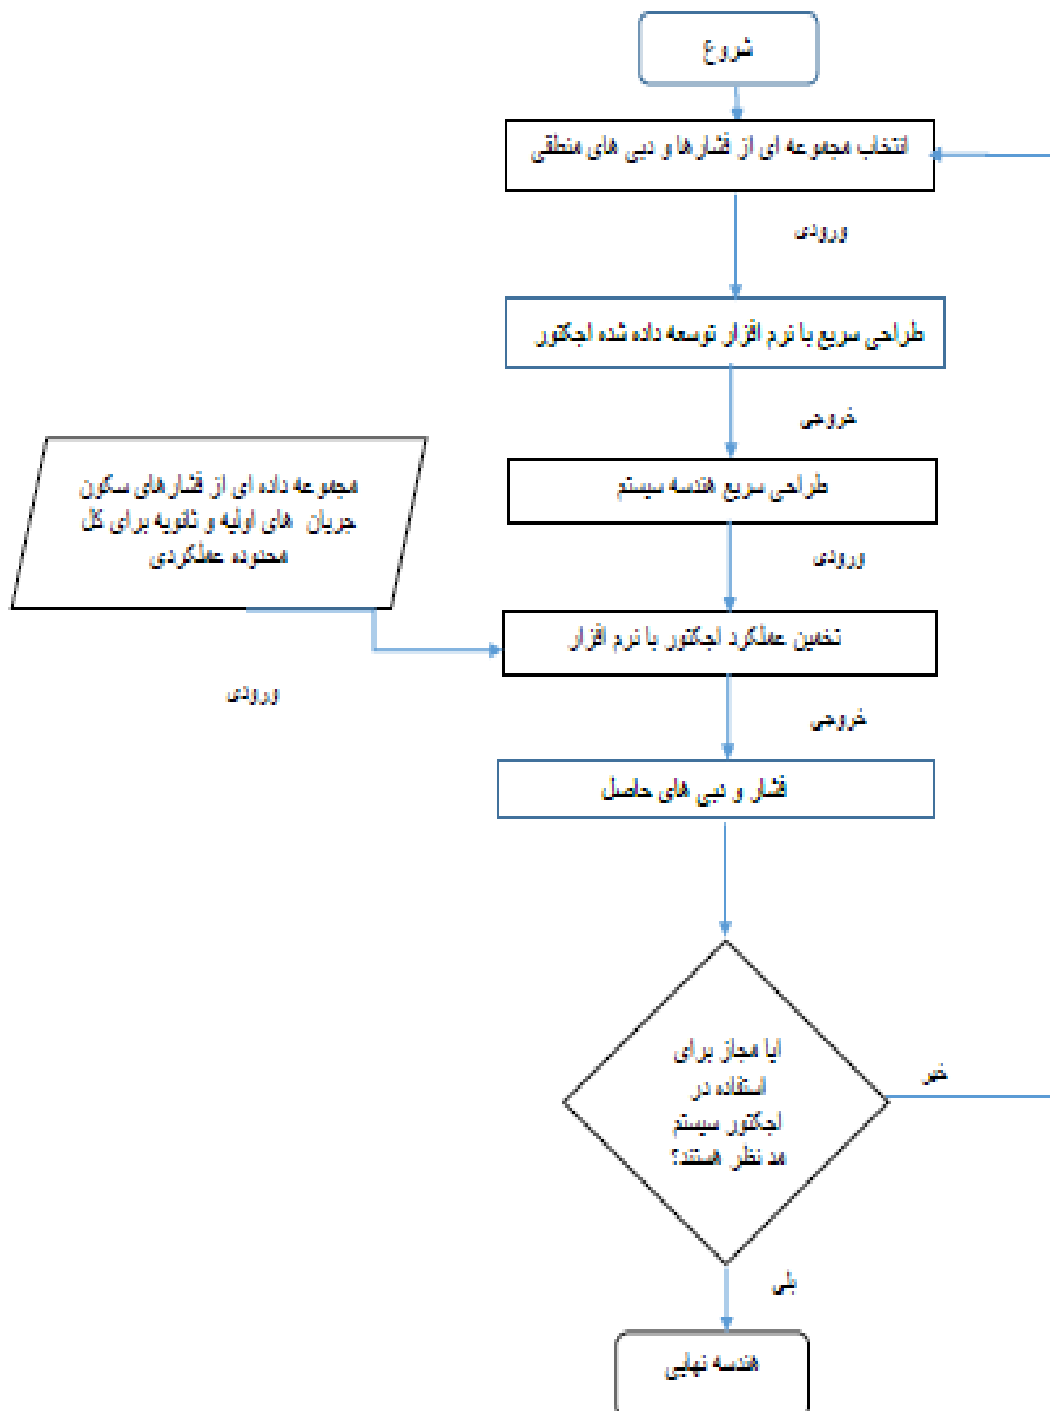 شروع
انتخاب مجموعه ای از فشارها و دبی های منطقی
ورودی
طراحی سریع با نرم افزار توسعه داده شده اجکتور
خروجی
طراحی سریع هندسه سیستم
مجموعه داده ای از فشارهای سکون
جریان های اولیه و ثانویه برای کل
محدوده عملکردی
ورودی
ورودی
تخمین عملکرد اجکتور با نرم افزار
خروجی
فشار و دبی های حاصل
ایا مجاز برای
استفاده در
اجکتور سیستم
مد نظر هستند؟
خیر
بلی
هندسه نهایی